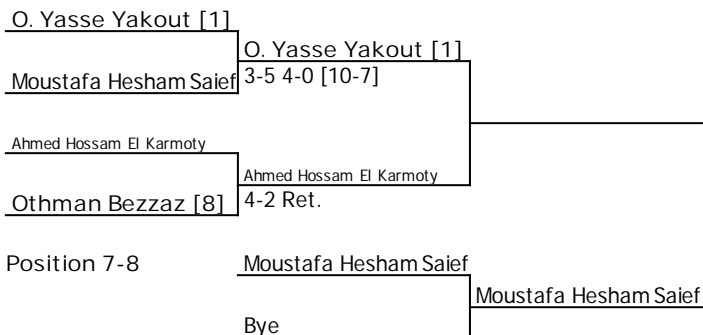 O. Yasse Yakout [1]
O. Yasse Yakout [1]
Moustafa Hesham Saief
3-5 4-0 [10-7]
Ahmed Hossam El Karmoty
Ahmed Hossam El Karmoty
Othman Bezzaz [8]
4-2 Ret.
Position 7-8
Moustafa Hesham Saief
Moustafa Hesham Saief
Bye